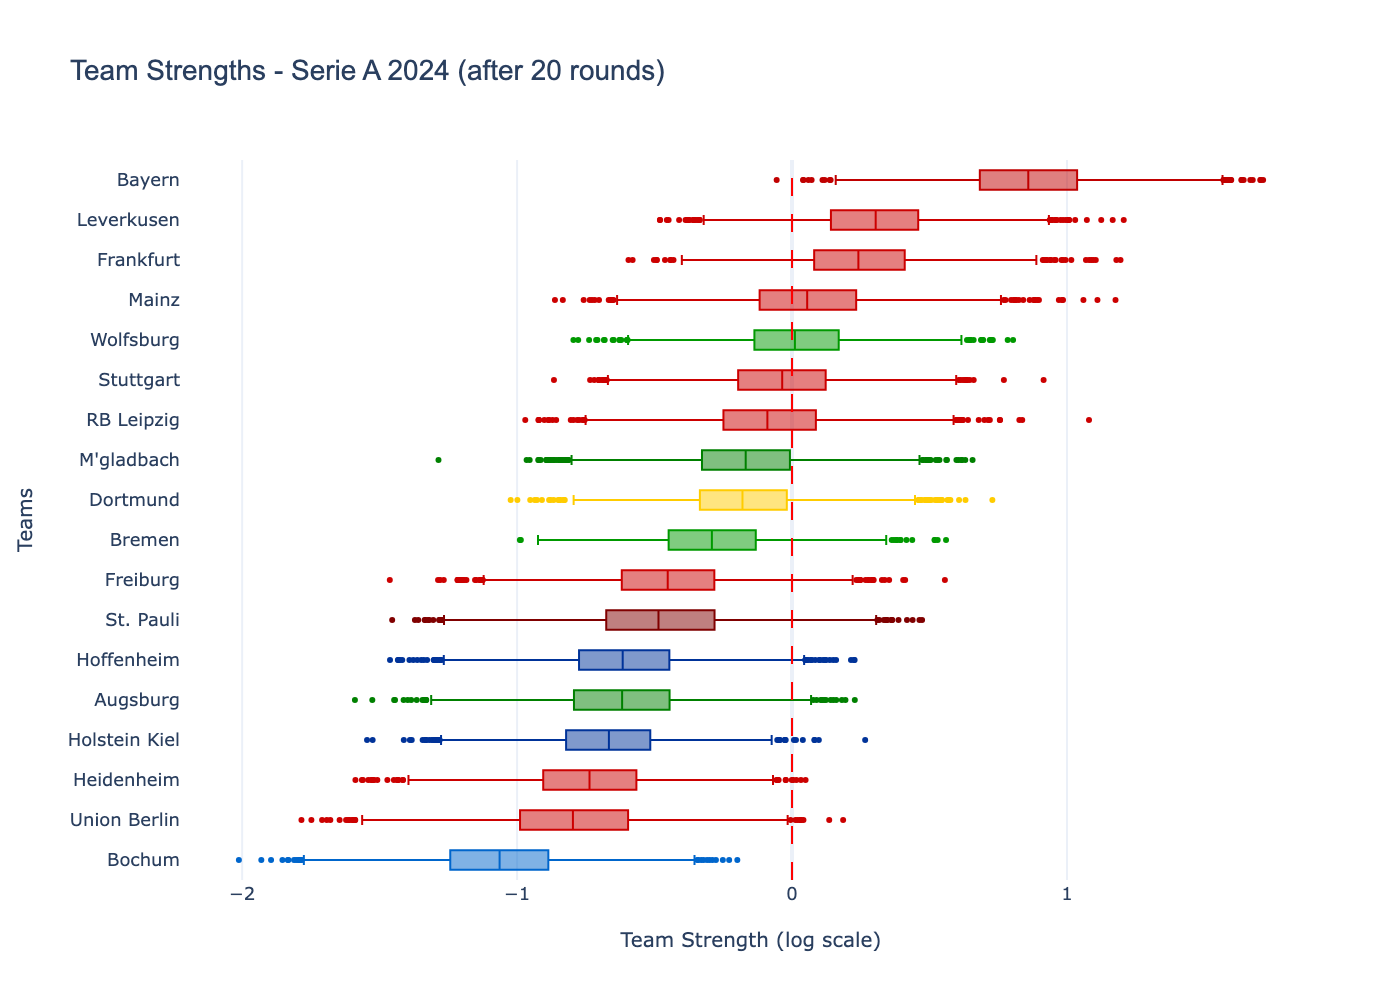 Team Strengths - Serie A 2024 (after 20 rounds)
Teams
Bayern
Leverkusen
Frankfurt
Mainz
Wolfsburg
Stuttgart
RB Leipzig
M'gladbach
Dortmund
Bremen
Freiburg
St. Pauli
Hoffenheim
Augsburg
Holstein Kiel
Heidenheim
Union Berlin
Bochum
−2 −1 0 1
Team Strength (log scale)